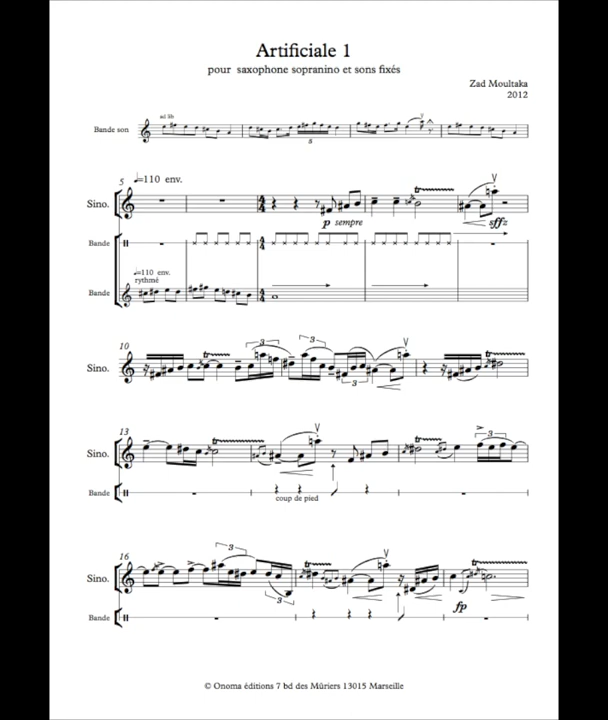 Artificiale 1
pour saxophone sopranino et sons fixés
Zad Moultaka
2012
ad lib
Bande son
5
5
♩=110 env.
Sino.
p sempre
sffz
Bande
♩=110 env.
rythmé
Bande
10
3
3
Sino.
3
13
3
Sino.
Bande
coup de pied
16
3
Sino.
3
fp
Bande
© Onoma éditions 7 bd des Mûriers 13015 Marseille